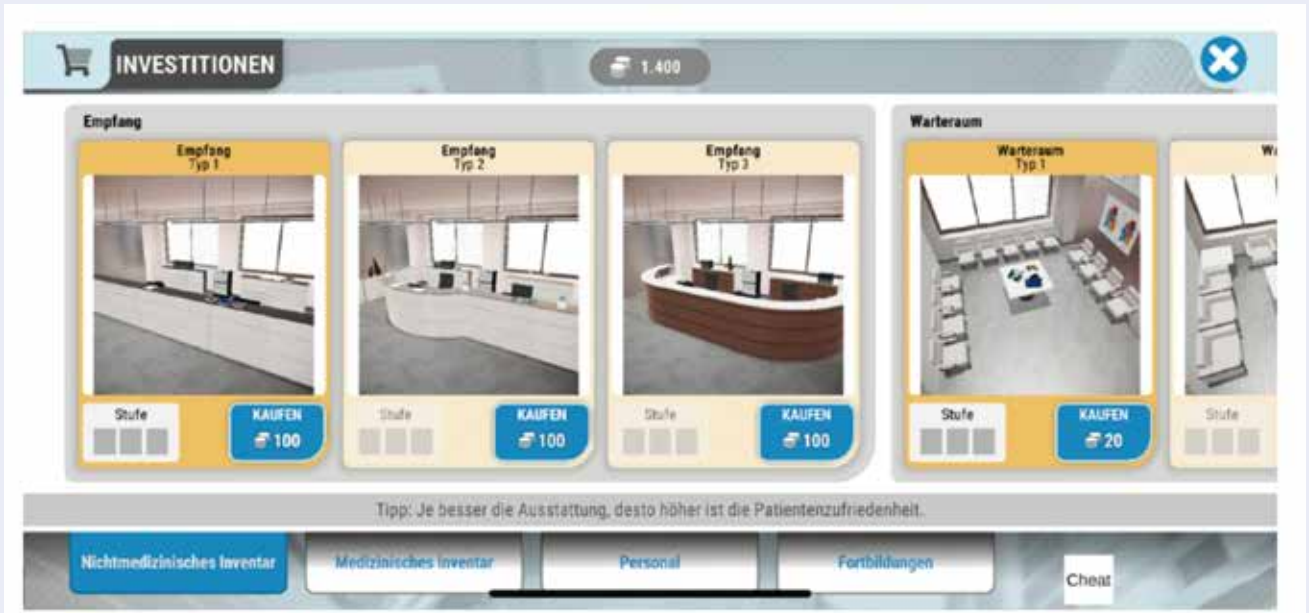 INVESTITIONEN
1.400
Empfang
Warteraum
Empfang
Typ 1
Empfang
Typ 2
Empfang
Typ 3
Warteraum
Typ 1
Stufe
KAUFEN
100
Stufe
KAUFEN
100
Stufe
KAUFEN
100
Stufe
KAUFEN
20
Stufe
Tipp: Je besser die Ausstattung, desto höher ist die Patientenzufriedenheit.
Nichtmedizinisches Inventar
Medizinisches Inventar
Personal
Fortbildungen
Cheat